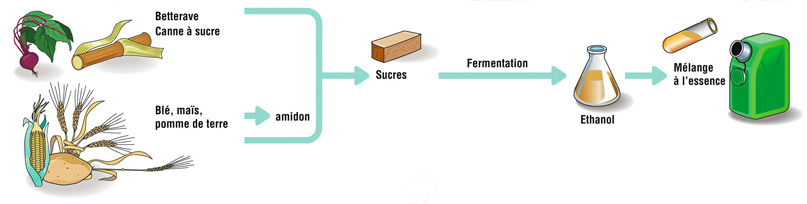 Betterave
Canne à sucre
Blé, maïs,
pomme de terre
amidon
Sucres
Fermentation
Ethanol
Mélange
à l'essence